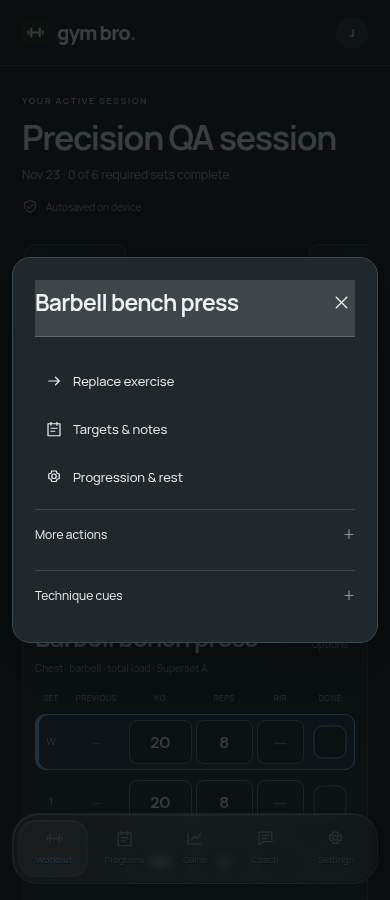 gym bro.
J
YOUR ACTIVE SESSION
Precision QA session
Nov 23 · 0 of 6 required sets complete
Autosaved on device
Barbell bench press
Replace exercise
Targets & notes
Progression & rest
More actions
Technique cues
Barbell bench press
Options
Chest · barbell · total load · Superset A
SET PREVIOUS KG REPS RIR DONE
W – 20 8 —
1 – 20 8 —
Workout Programs Gains Coach Settings